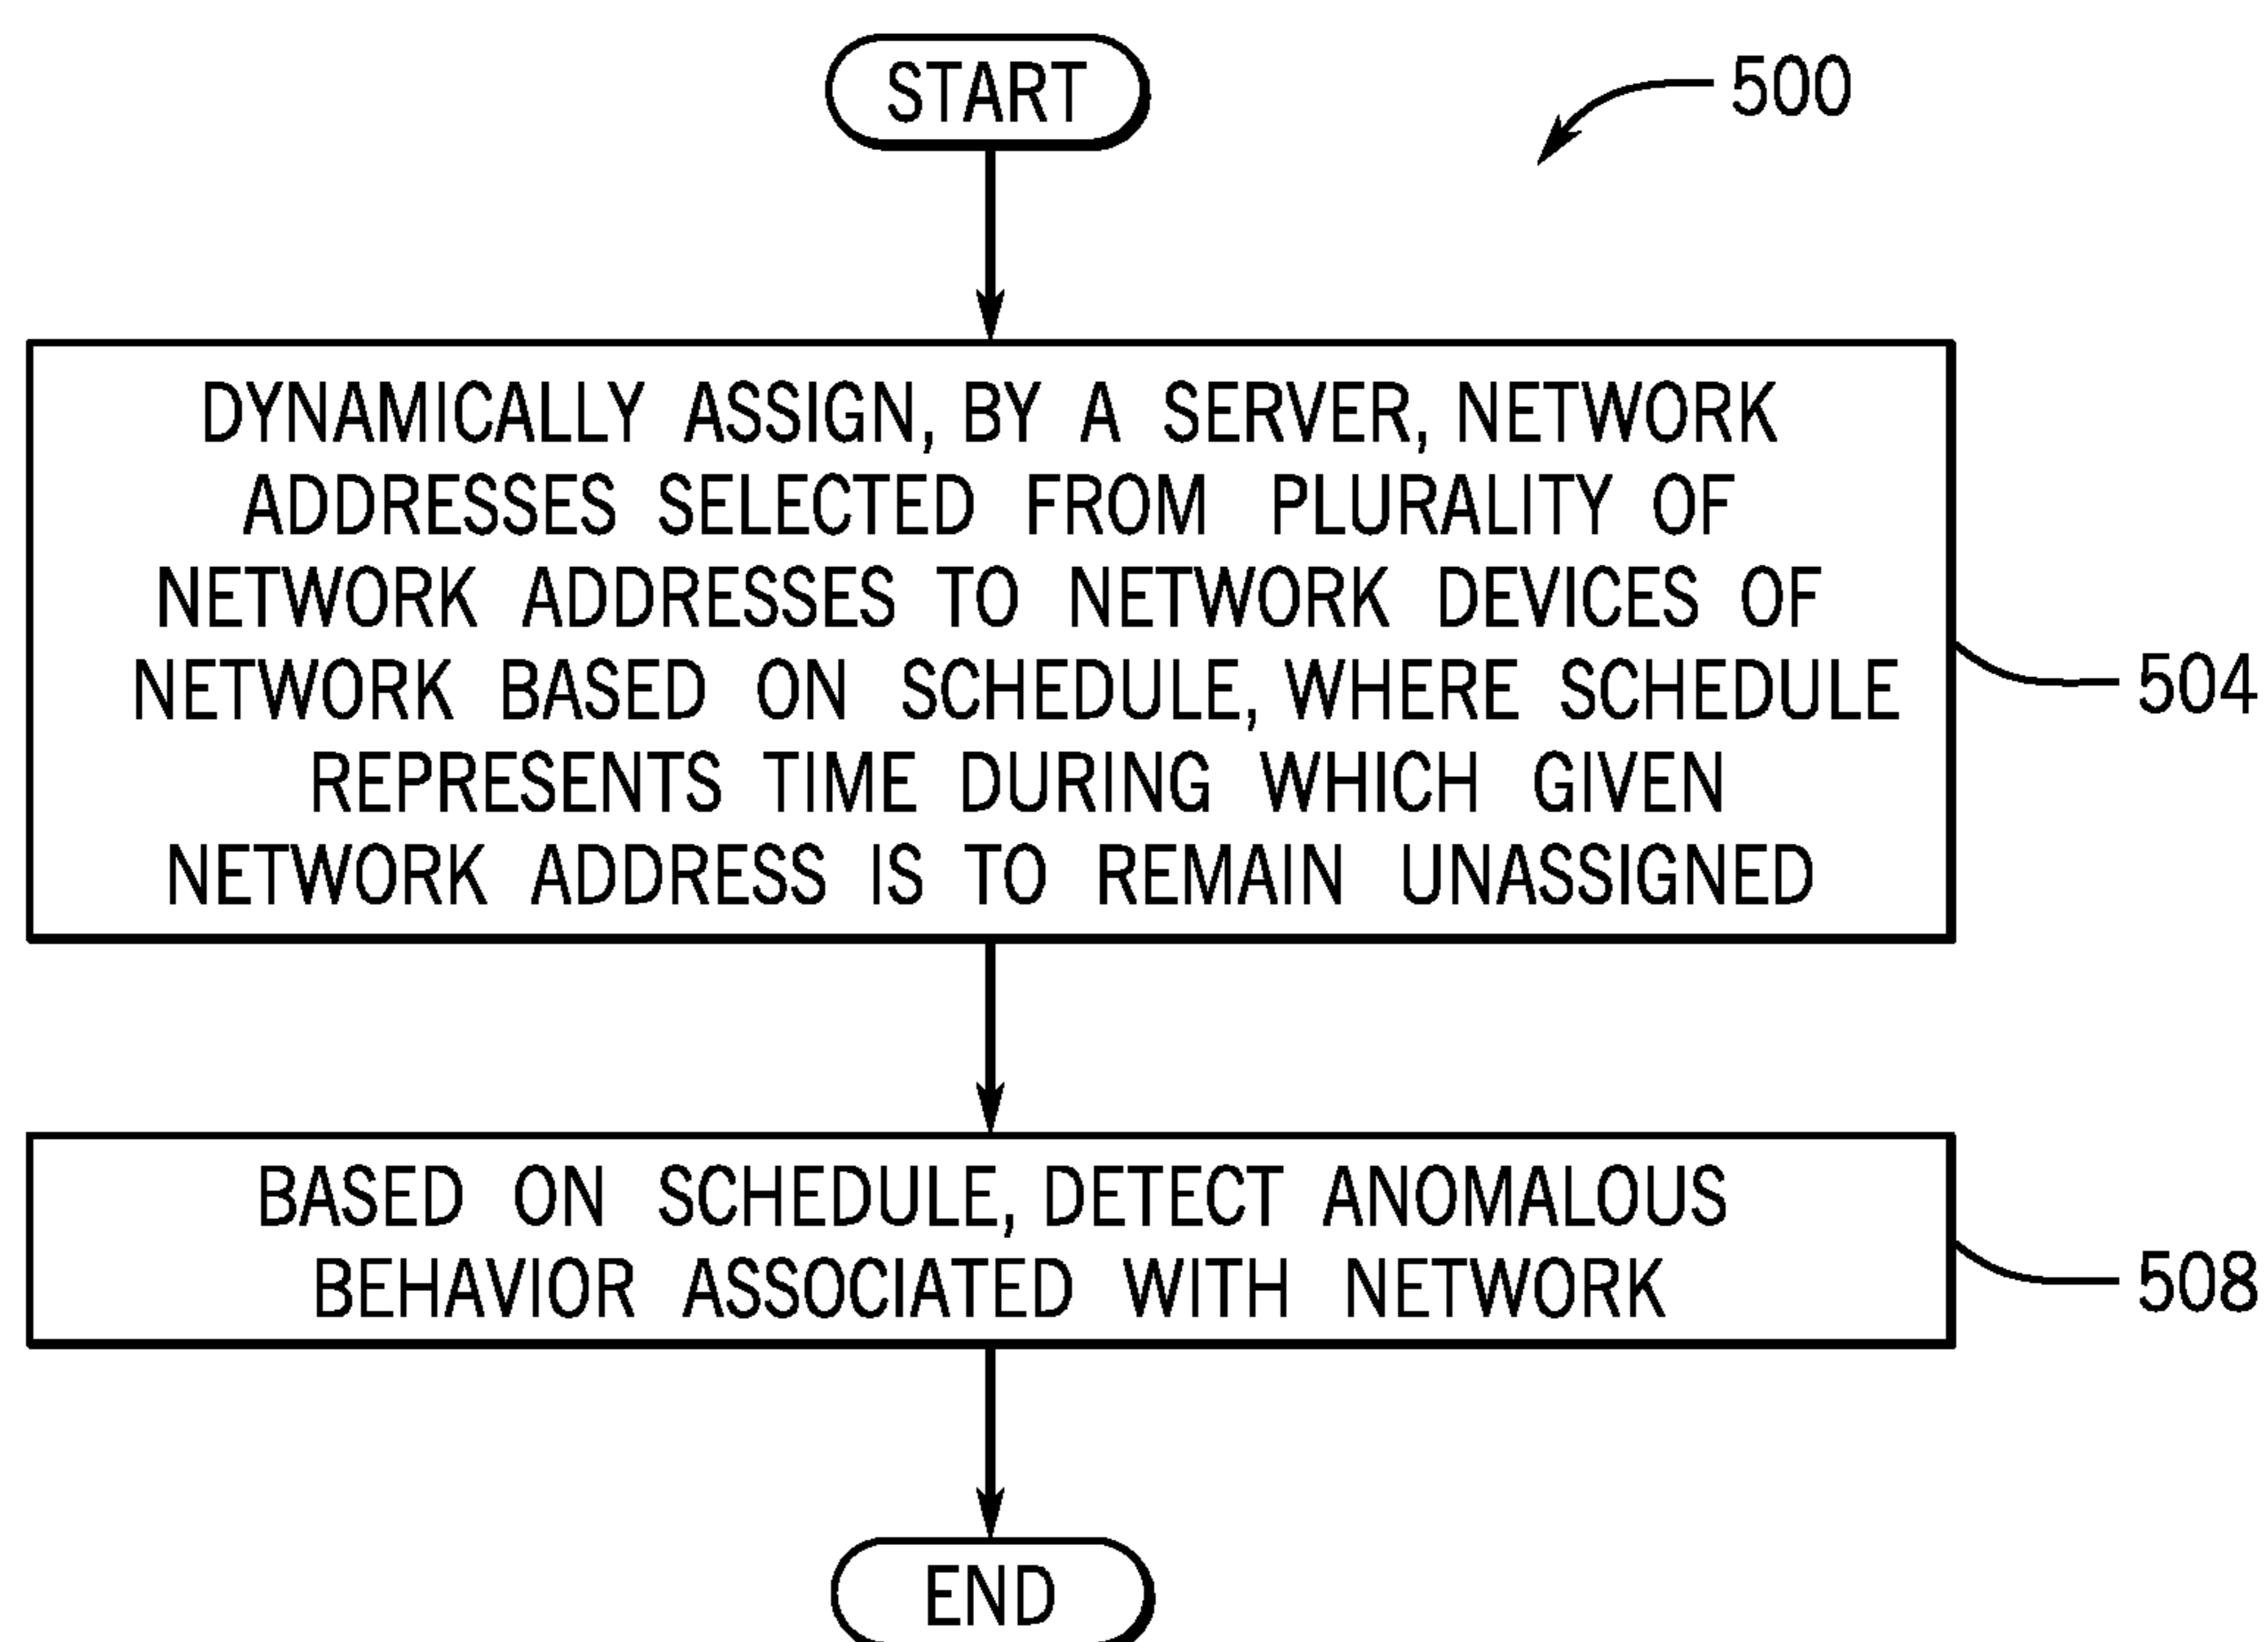 START
500
DYNAMICALLY ASSIGN, BY A SERVER, NETWORK
ADDRESSES SELECTED FROM PLURALITY OF
NETWORK ADDRESSES TO NETWORK DEVICES OF
NETWORK BASED ON SCHEDULE, WHERE SCHEDULE
REPRESENTS TIME DURING WHICH GIVEN
NETWORK ADDRESS IS TO REMAIN UNASSIGNED
504
BASED ON SCHEDULE, DETECT ANOMALOUS
BEHAVIOR ASSOCIATED WITH NETWORK
508
END